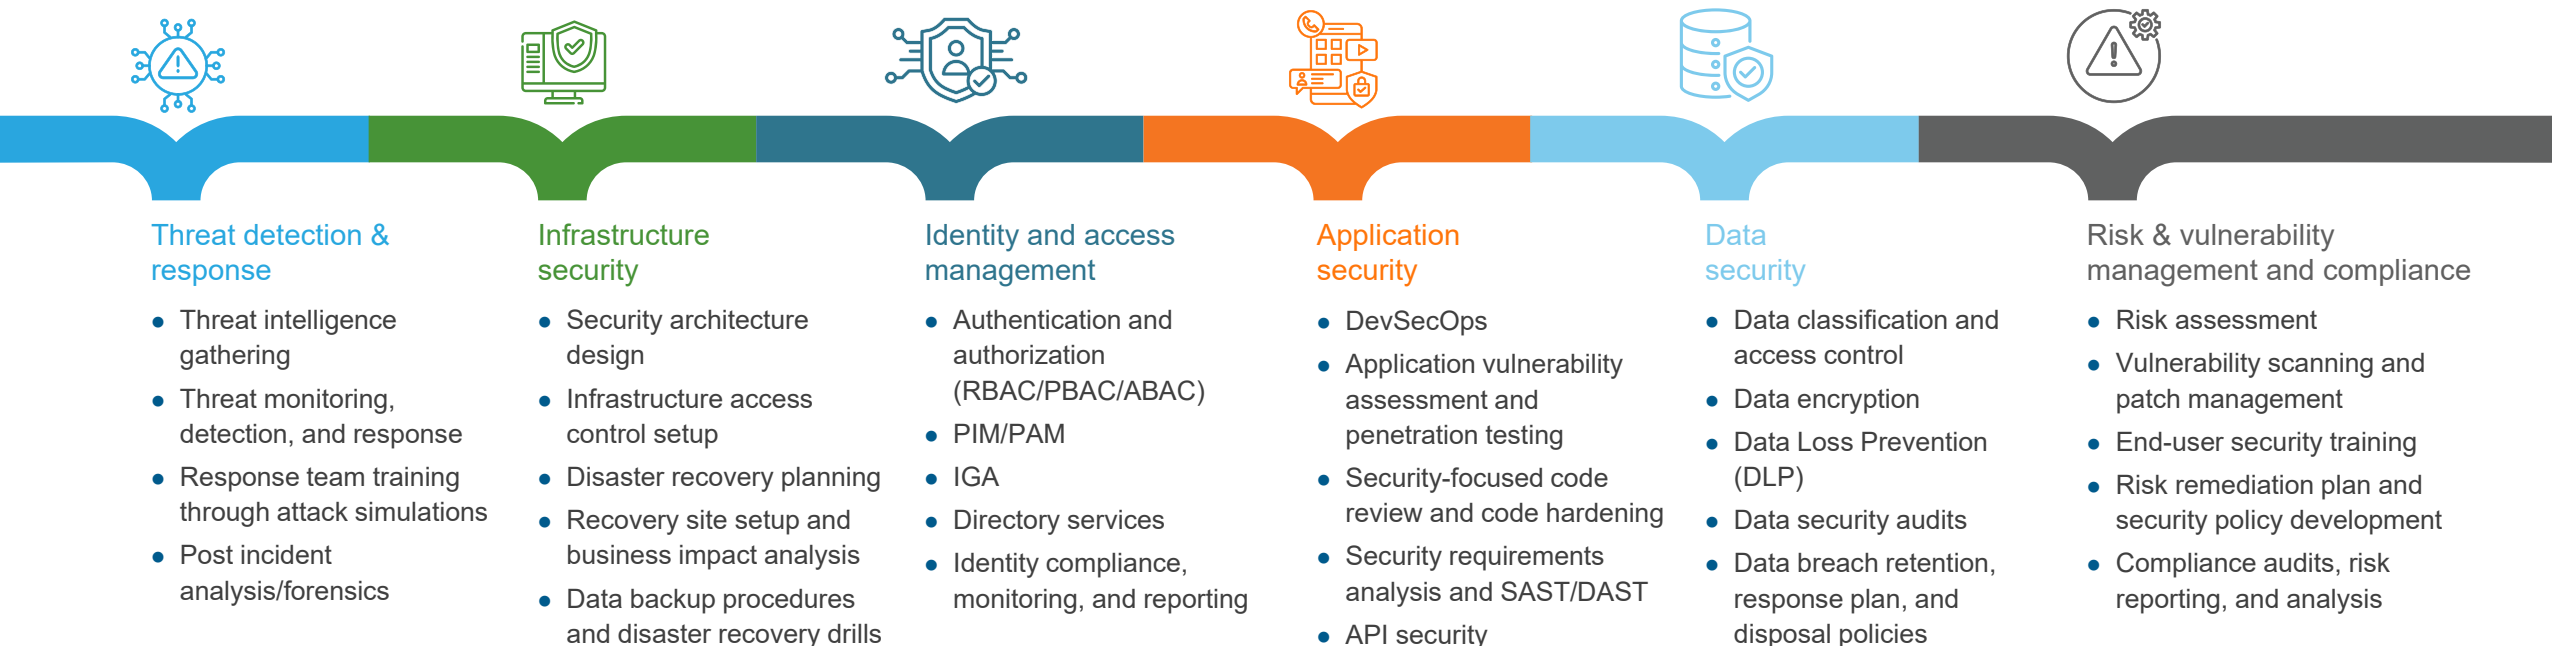 Threat detection &
response
● Threat intelligence
gathering
● Threat monitoring,
detection, and response
● Response team training
through attack simulations
● Post incident
analysis/forensics
Infrastructure
security
● Security architecture
design
● Infrastructure access
control setup
● Disaster recovery planning
● Recovery site setup and
business impact analysis
● Data backup procedures
and disaster recovery drills
Identity and access
management
● Authentication and
authorization
(RBAC/PBAC/ABAC)
● PIM/PAM
● IGA
● Directory services
● Identity compliance,
monitoring, and reporting
Application
security
● DevSecOps
● Application vulnerability
assessment and
penetration testing
● Security-focused code
review and code hardening
● Security requirements
analysis and SAST/DAST
● API security
Data
security
● Data classification and
access control
● Data encryption
● Data Loss Prevention
(DLP)
● Data security audits
● Data breach retention,
response plan, and
disposal policies
Risk & vulnerability
management and compliance
● Risk assessment
● Vulnerability scanning and
patch management
● End-user security training
● Risk remediation plan and
security policy development
● Compliance audits, risk
reporting, and analysis